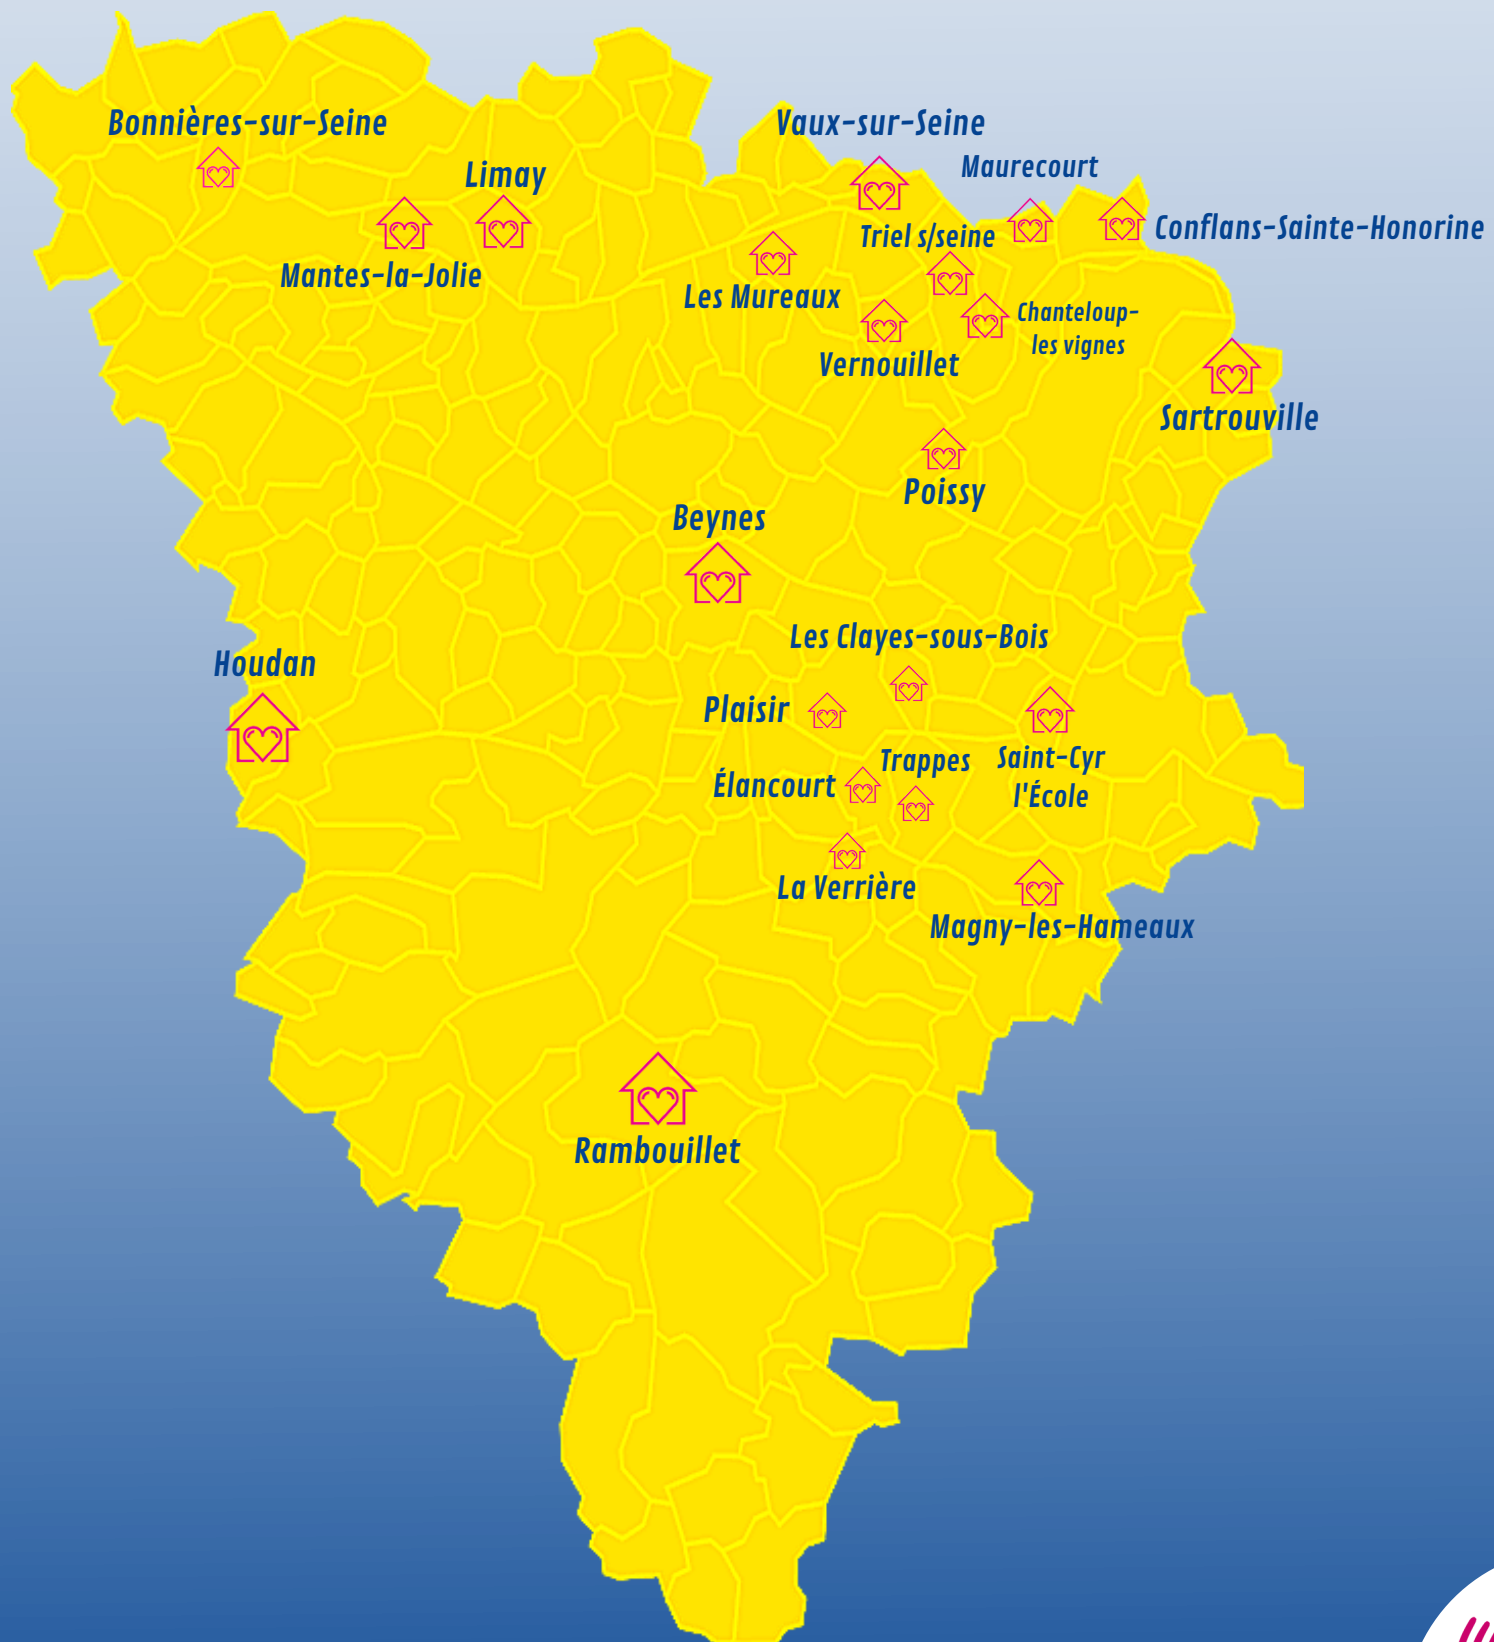 Bonnières-sur-Seine
Vaux-sur-Seine
Maurecourt
Limay
Conflans-Sainte-Honorine
Triel s/seine
Mantes-la-Jolie
Les Mureaux
Chanteloup-
les vignes
Vernouillet
Sartrouville
Poissy
Beynes
Les Clayes-sous-Bois
Houdan
Plaisir
Trappes
Saint-Cyr
l'École
Élancourt
La Verrière
Magny-les-Hameaux
Rambouillet